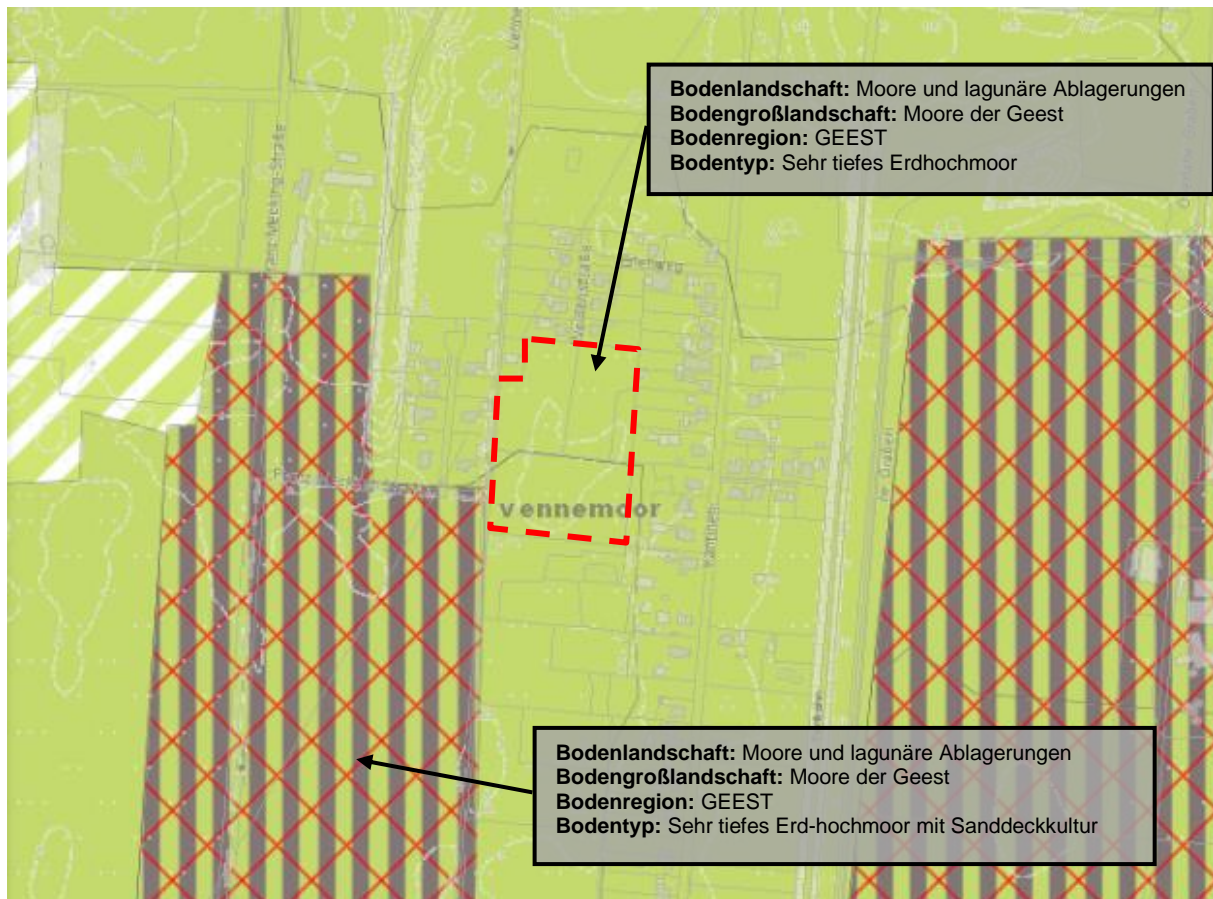 Bodenlandschaft: Moore und lagunäre Ablagerungen
Bodengroßlandschaft: Moore der Geest
Bodenregion: GEEST
Bodentyp: Sehr tiefes Erdhochmoor
vennemoor
Bodenlandschaft: Moore und lagunäre Ablagerungen
Bodengroßlandschaft: Moore der Geest
Bodenregion: GEEST
Bodentyp: Sehr tiefes Erd-hochmoor mit Sanddeckkultur